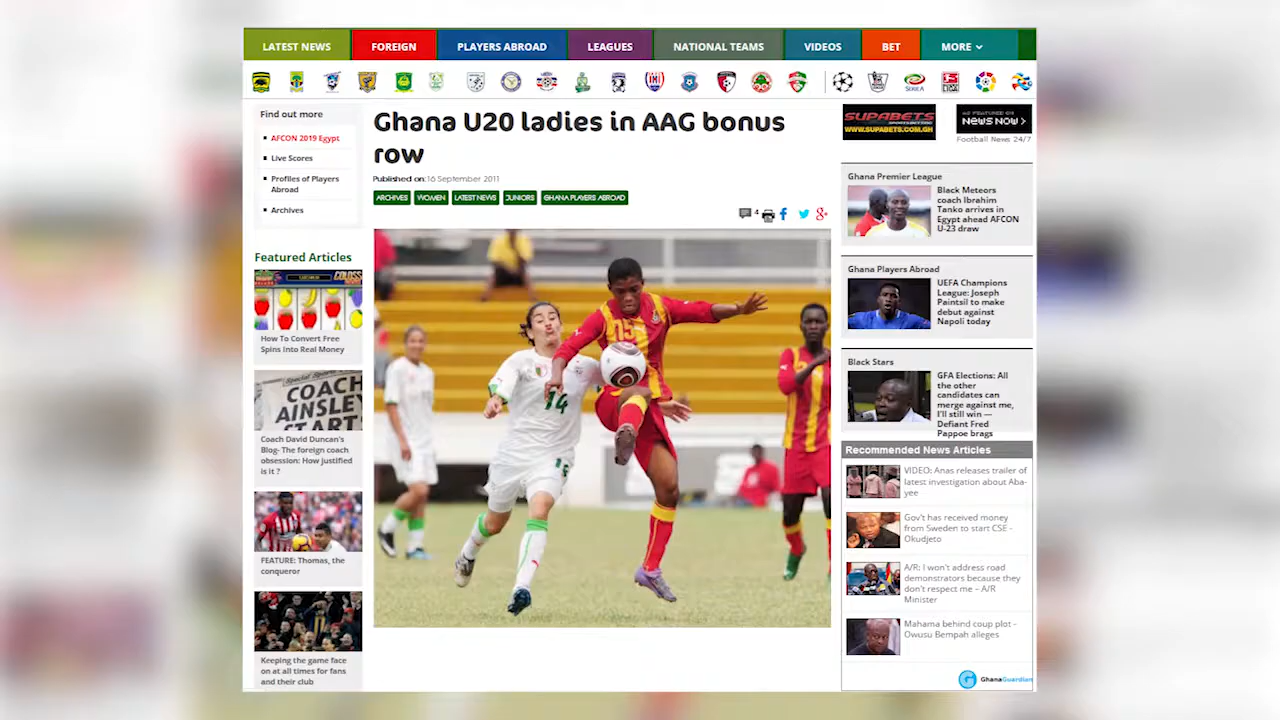 LATEST NEWS FOREIGN PLAYERS ABROAD LEAGUES NATIONAL TEAMS VIDEOS BET MORE
Find out more
AFCON 2019 Egypt
Live Scores
Profiles of Players
Abroad
Archives
Featured Articles
How To Convert Free
Spins Into Real Money
COACH
AINSLEY
START
Coach David Duncan's
Blog- The foreign coach
obsession: How justified
is it ?
FEATURE: Thomas, the
conqueror
Keeping the game face
on at all times for fans
and their club
Ghana U20 ladies in AAG bonus
row
Published on: 16 September 2011
ARCHIVES WOMEN LATEST NEWS JUNIORS GHANA PLAYERS ABROAD
4
14
15
SUPABETS
WWW.SUPABETS.COM.GH
AS FEATURED ON
NEWS NOW
Football News 24/7
Ghana Premier League
Black Meteors
coach Ibrahim
Tanko arrives in
Egypt ahead AFCON
U-23 draw
Ghana Players Abroad
UEFA Champions
League: Joseph
Paintsil to make
debut against
Napoli today
Black Stars
GFA Elections: All
the other
candidates can
merge against me,
I'll still win —
Defiant Fred
Pappoe brags
Recommended News Articles
VIDEO: Anas releases trailer of
latest investigation about Aba-
yee
Gov't has received money
from Sweden to start CSE -
Okudjeto
A/R: I won't address road
demonstrators because they
don't respect me – A/R
Minister
Mahama behind coup plot -
Owusu Bempah alleges
GhanaGuardian